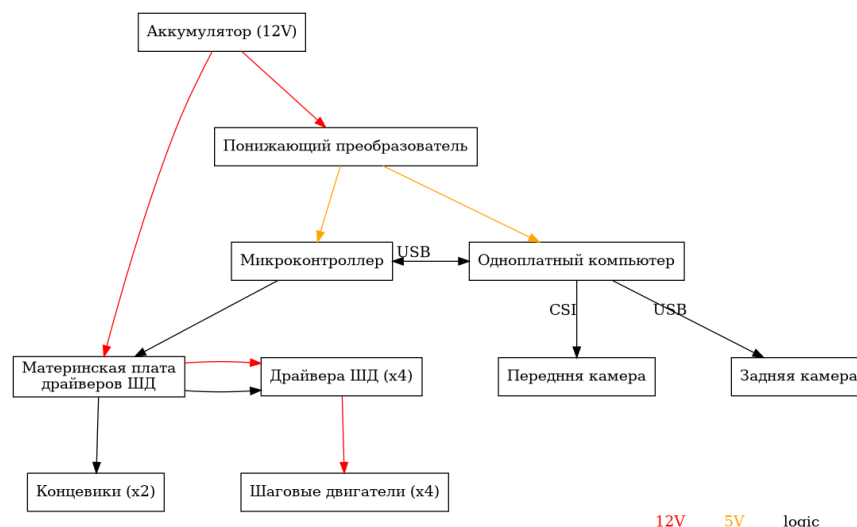 Аккумулятор (12V)
Понижающий преобразователь
Микроконтроллер
USB
Одноплатный компьютер
CSI
USB
Материнская плата
драйверов ШД
Драйвера ШД (x4)
Передння камера
Задняя камера
Концевики (x2)
Шаговые двигатели (x4)
12V
5V
logic